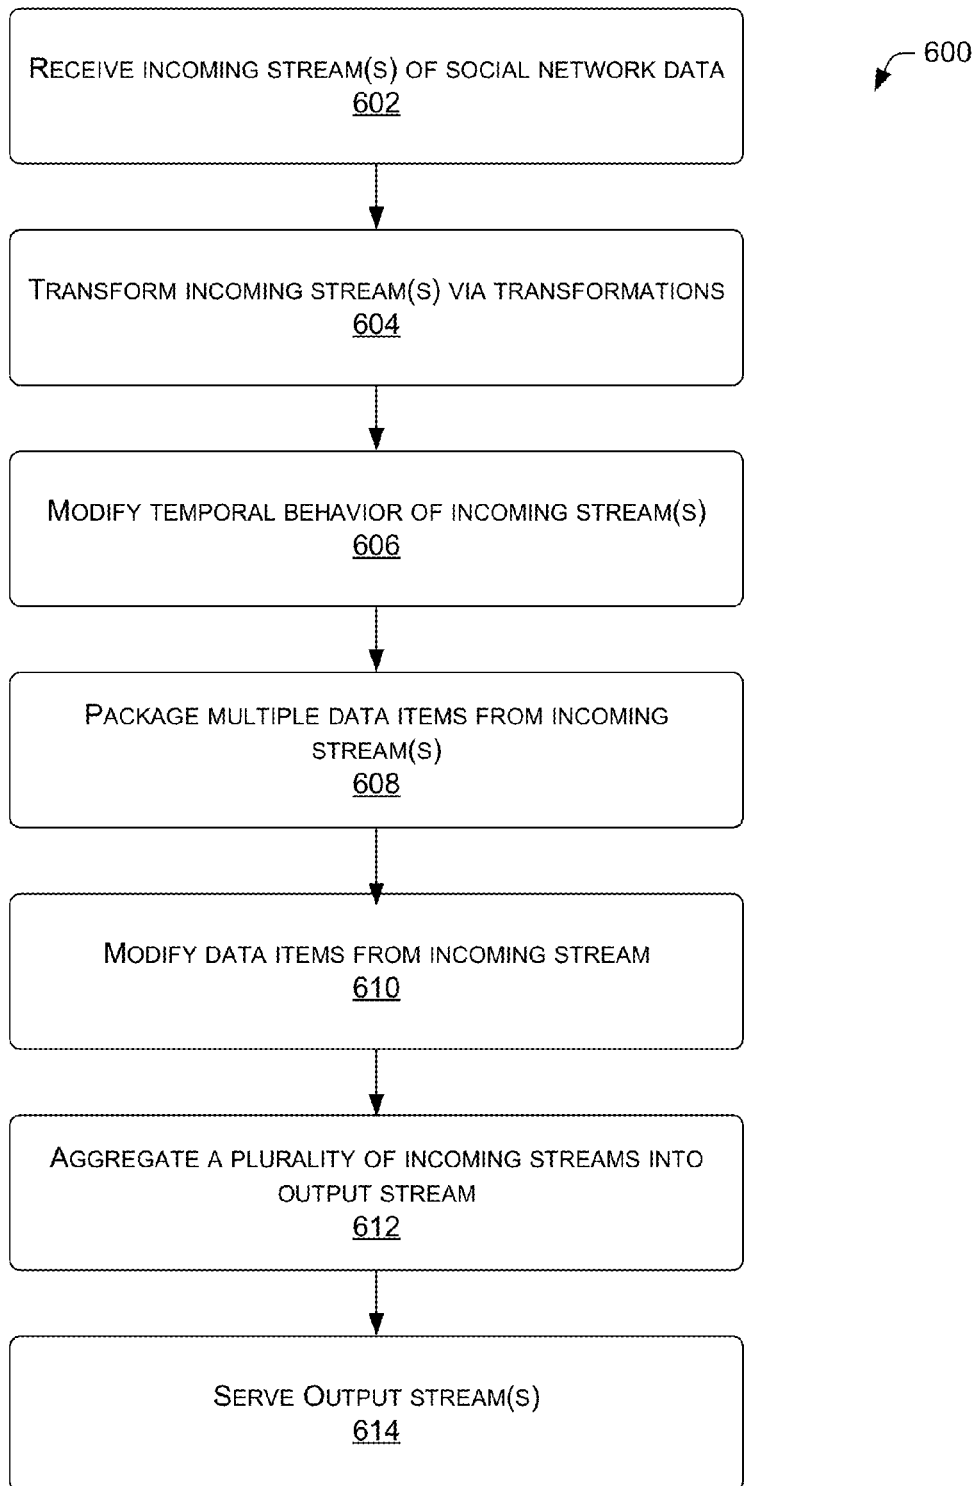 RECEIVE INCOMING STREAM(S) OF SOCIAL NETWORK DATA
602
600
TRANSFORM INCOMING STREAM(S) VIA TRANSFORMATIONS
604
MODIFY TEMPORAL BEHAVIOR OF INCOMING STREAM(S)
606
PACKAGE MULTIPLE DATA ITEMS FROM INCOMING
STREAM(S)
608
MODIFY DATA ITEMS FROM INCOMING STREAM
610
AGGREGATE A PLURALITY OF INCOMING STREAMS INTO
OUTPUT STREAM
612
SERVE OUTPUT STREAM(S)
614